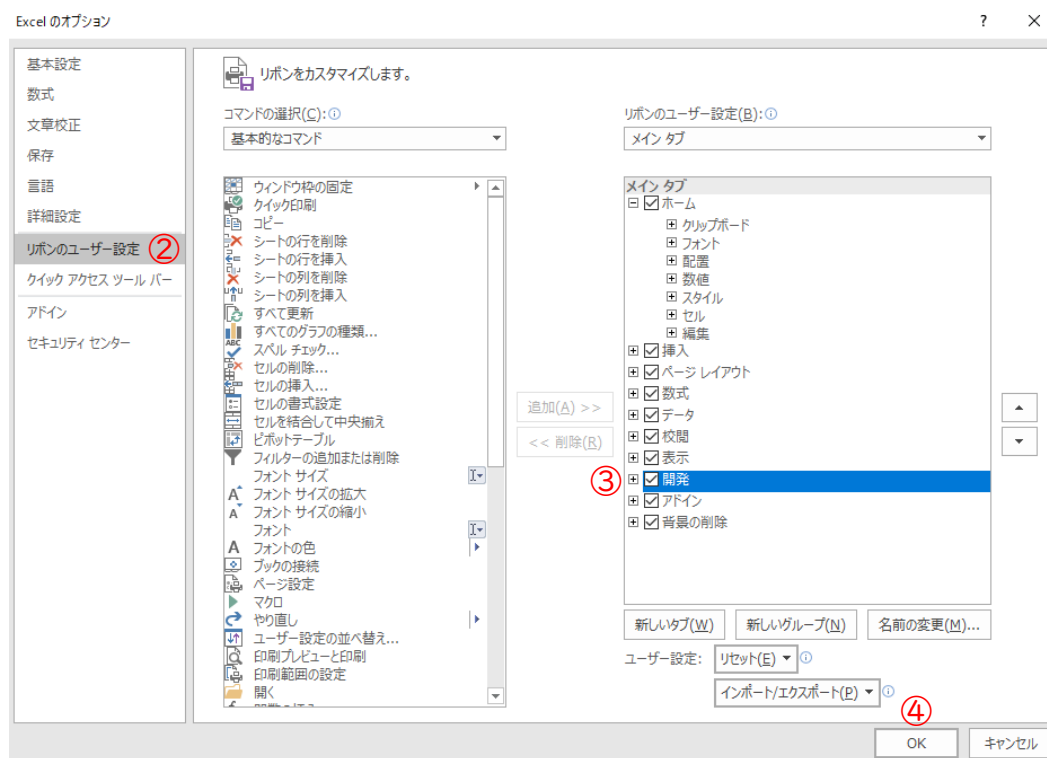 Excel のオプション
?
基本設定
数式
文章校正
保存
言語
詳細設定
リボンのユーザー設定 ②
クイック アクセス ツール バー
アドイン
セキュリティ センター
リボンをカスタマイズします。
コマンドの選択(C):
基本的なコマンド
ウィンドウ枠の固定
クイック印刷
コピー
シートの行を削除
シートの行を挿入
シートの列を削除
シートの列を挿入
すべて更新
すべてのグラフの種類...
スペル チェック...
セルの削除...
セルの挿入...
セルの書式設定
セルを結合して中央揃え
ピボットテーブル
フィルターの追加または削除
フォント サイズ
フォント サイズの拡大
フォント サイズの縮小
フォント
フォントの色
ブックの接続
ページ設定
マクロ
やり直し
ユーザー設定の並べ替え...
印刷プレビューと印刷
印刷範囲の設定
開く
追加(A) >>
<< 削除(R)
リボンのユーザー設定(B):
メイン タブ
メイン タブ
ホーム
クリップボード
フォント
配置
数値
スタイル
セル
編集
挿入
ページ レイアウト
数式
データ
校閲
表示
③ 開発
アドイン
背景の削除
新しいタブ(W) 新しいグループ(N) 名前の変更(M)...
ユーザー設定: リセット(E)
インポート/エクスポート(P)
④
OK キャンセル